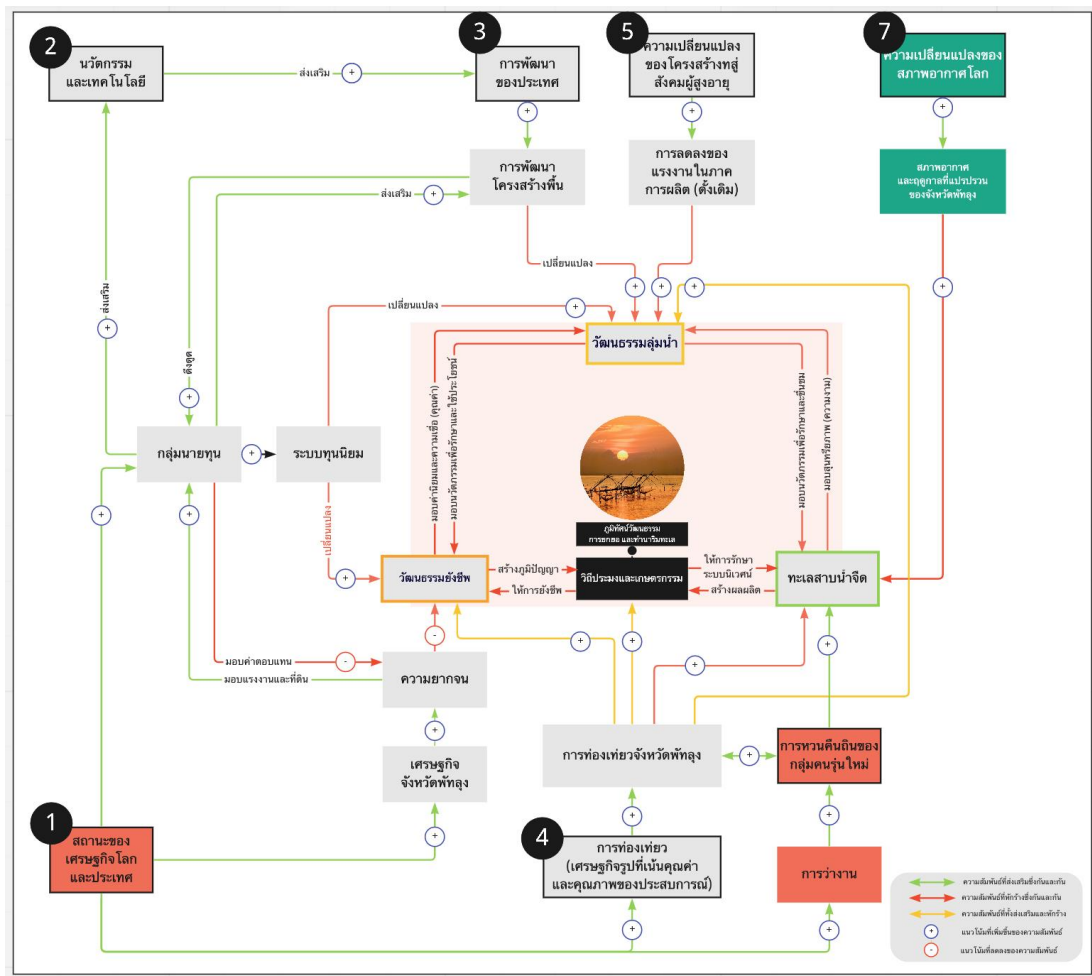 2
นวัตกรรม
และเทคโนโลยี
ส่งเสริม
+
3
การพัฒนา
ของประเทศ
5
ความเปลี่ยนแปลง
ของโครงสร้างทสู่
สังคมผู้สูงอายุ
7
ความเปลี่ยนแปลงของ
สภาพอากาศโลก
+
+
+
การพัฒนา
โครงสร้างพื้น
การลดลงของ
แรงงานในภาค
การผลิต (ดั้งเดิม)
สภาพอากาศ
และฤดูกาลที่แปรปรวน
ของจังหวัดพัทลุง
ส่งเสริม
+
เปลี่ยนแปลง
ส่งเสริม
+
ดึงดูด
+
เปลี่ยนแปลง
+
+
+
+
+
วัฒนธรรมลุ่มน้ำ
มอบค่านิยมและความเชื่อ (คุณค่า)
มอบนวัตกรรมเพื่อรักษาและใช้ประโยชน์
มอบนวัตกรรมเพื่อรักษาและชื่นชม
มอบสุนทรียภาพ (ความงาม)
กลุ่มนายทุน
+
ระบบทุนนิยม
เปลี่ยนแปลง
+
ภูมิทัศน์วัฒนธรรม
การยกยอ และทำนาริมทะเล
วัฒนธรรมยังชีพ
สร้างภูมิปัญญา
ให้การยังชีพ
วิถีประมงและเกษตรกรรม
ให้การรักษา
ระบบนิเวศน์
สร้างผลผลิต
ทะเลสาบน้ำจืด
+
-
+
+
+
+
มอบค่าตอบแทน
-
มอบแรงงานและที่ดิน
ความยากจน
+
เศรษฐกิจ
จังหวัดพัทลุง
การท่องเที่ยวจังหวัดพัทลุง
+
การหวนคืนถิ่นของ
กลุ่มคนรุ่นใหม่
1
สถานะของ
เศรษฐกิจโลก
และประเทศ
+
+
4
การท่องเที่ยว
(เศรษฐกิจรูปที่เน้นคุณค่า
และคุณภาพของประสบการณ์)
+
การว่างาน
+
+
ความสัมพันธ์ที่ส่งเสริมซึ่งกันและกัน
ความสัมพันธ์ที่หักร้างซึ่งกันและกัน
ความสัมพันธ์ที่ทั้งส่งเสริมและหักร้าง
+
แนวโน้มที่เพิ่มขึ้นของความสัมพันธ์
-
แนวโน้มที่ลดลงของความสัมพันธ์